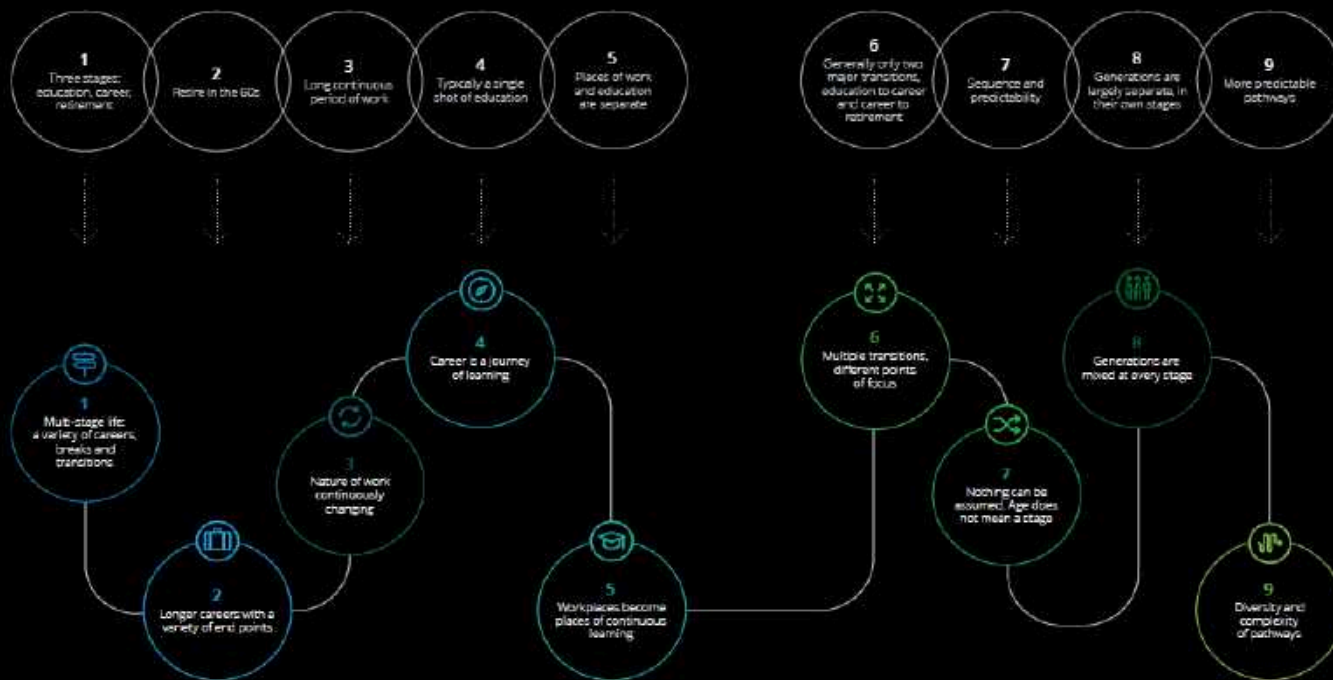 1
Three stages:
education, career,
retirement
2
Retire in the 60s
3
Long continuous
period of work
4
Typically a single
shot of education
5
Places of work
and education
are separate
6
Generally only two
major transitions,
education to career
and career to
retirement
7
Sequence and
predictability
8
Generations are
largely separate, in
their own stages
9
More predictable
pathways
1
Multi-stage life:
a variety of careers,
breaks and
transitions
2
Longer careers with a
variety of end points
3
Nature of work
continuously
changing
4
Career is a journey
of learning
5
Workplaces become
places of continuous
learning
6
Multiple transitions,
different points
of focus
7
Nothing can be
assumed. Age does
not mean a stage
8
Generations are
mixed at every stage
9
Diversity and
complexity
of pathways